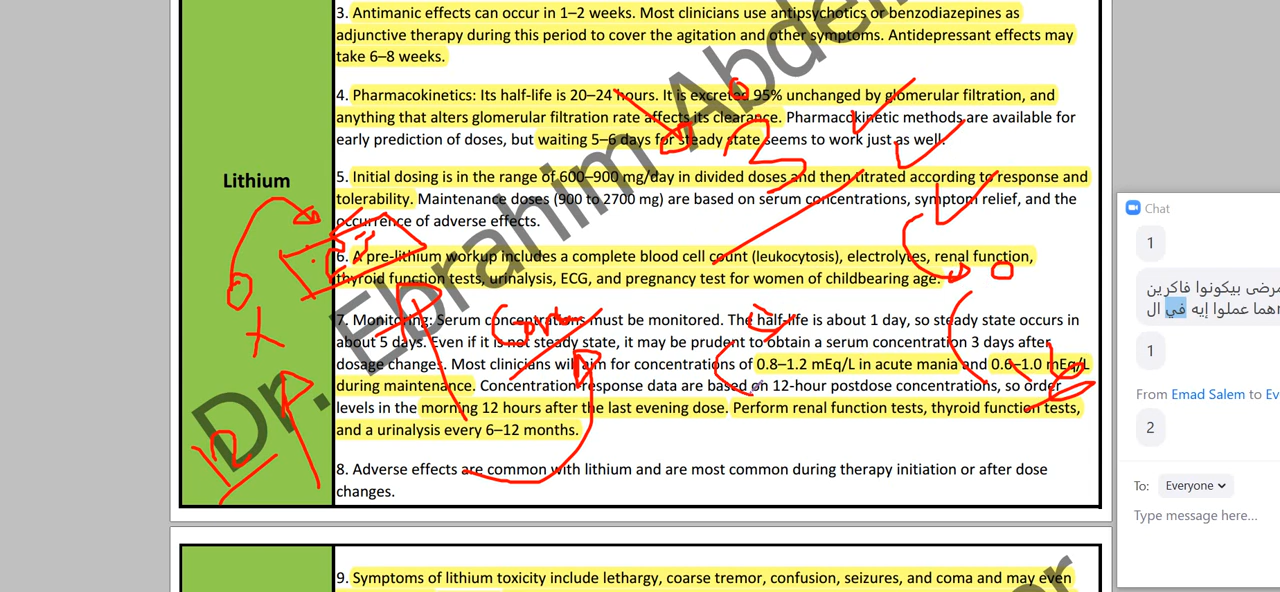 3. Antimanic effects can occur in 1–2 weeks. Most clinicians use antipsychotics or benzodiazepines as
adjunctive therapy during this period to cover the agitation and other symptoms. Antidepressant effects may
take 6–8 weeks.
4. Pharmacokinetics: Its half-life is 20–24 hours. It is excreted 95% unchanged by glomerular filtration, and
anything that alters glomerular filtration rate affects its clearance. Pharmacokinetic methods are available for
early prediction of doses, but waiting 5–6 days for steady state seems to work just as well.
3
5. Initial dosing is in the range of 600–900 mg/day in divided doses and then titrated according to response and
tolerability. Maintenance doses (900 to 2700 mg) are based on serum concentrations, symptom relief, and the
occurrence of adverse effects.
Lithium
6. A pre-lithium workup includes a complete blood cell count (leukocytosis), electrolytes, renal function,
thyroid function tests, urinalysis, ECG, and pregnancy test for women of childbearing age.
7. Monitoring: Serum concentrations must be monitored. The half-life is about 1 day, so steady state occurs in
about 5 days. Even if it is not steady state, it may be prudent to obtain a serum concentration 3 days after
dosage changes. Most clinicians will aim for concentrations of 0.8–1.2 mEq/L in acute mania and 0.6–1.0 mEq/L
during maintenance. Concentration-response data are based on 12-hour postdose concentrations, so order
levels in the morning 12 hours after the last evening dose. Perform renal function tests, thyroid function tests,
and a urinalysis every 6–12 months.
12
8. Adverse effects are common with lithium and are most common during therapy initiation or after dose
changes.
9. Symptoms of lithium toxicity include lethargy, coarse tremor, confusion, seizures, and coma and may even
Dr. Ebrahim Abde
Chat
1
مرضى بيكونوا فاكرين
هما عملوا إيه في ال
1
From Emad Salem to Ev
2
To: Everyone
Type message here...